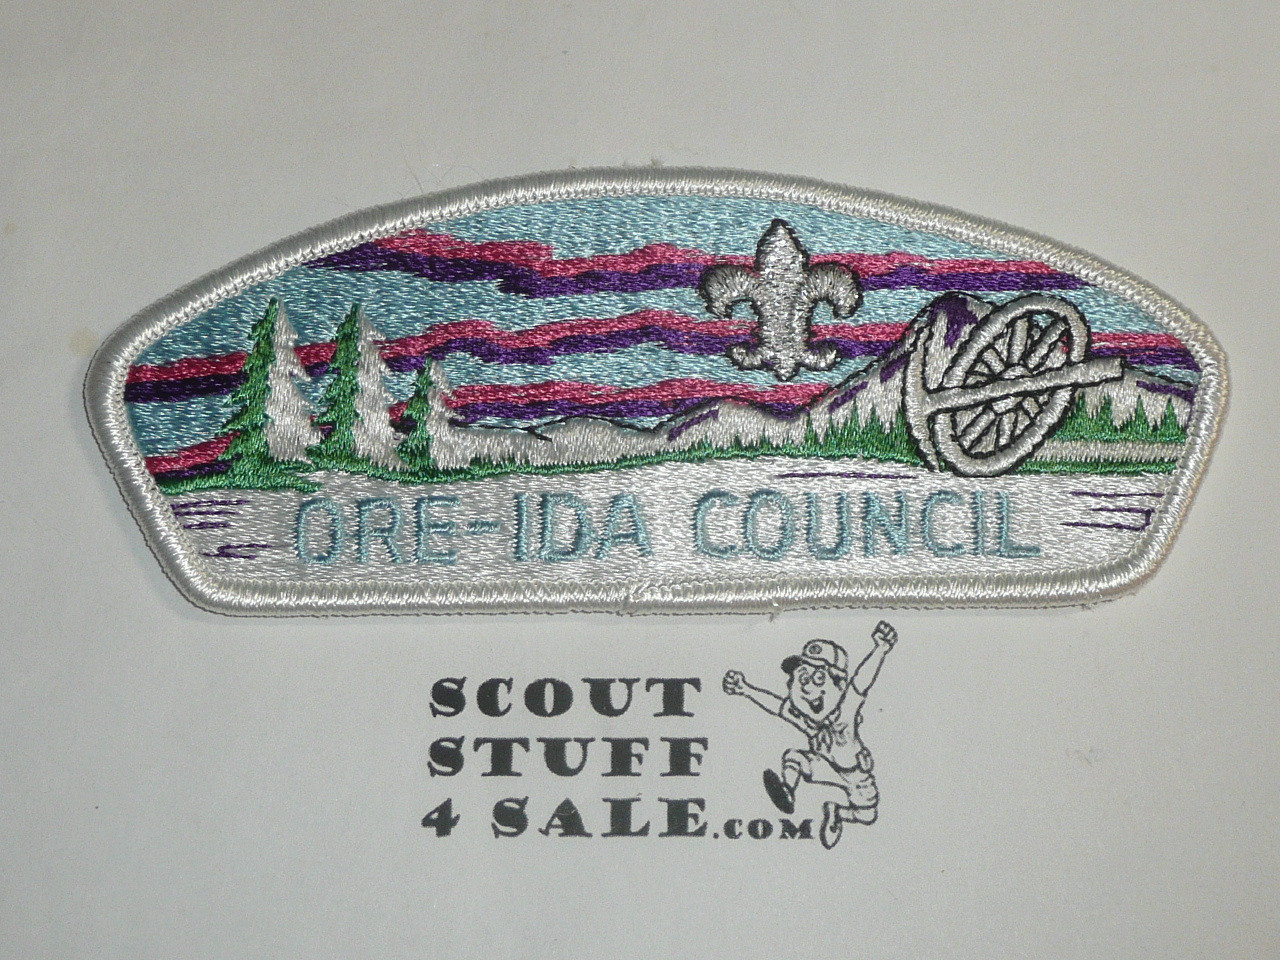 ORE-IDA COUNCIL
SCOUT
STUFF
4 SALE.COM